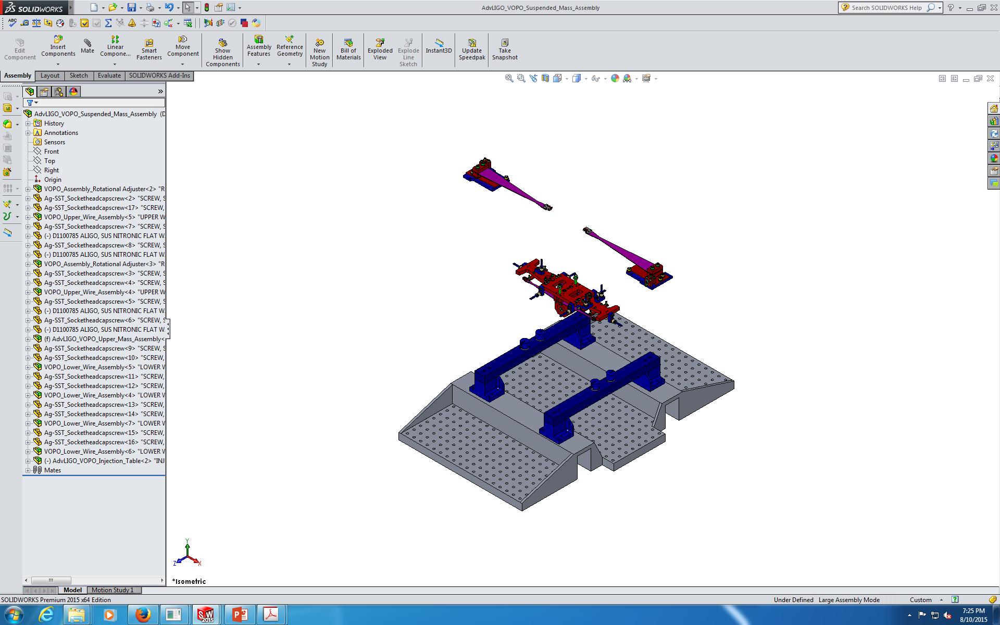 SOLIDWORKS
AdvLIGO_VOPO_Suspended_Mass_Assembly
Search SOLIDWORKS Help
ABC
Edit Component
Insert Components
Mate
Linear Compone...
Smart Fasteners
Move Component
Show Hidden Components
Assembly Features
Reference Geometry
New Motion Study
Bill of Materials
Exploded View
Explode Line Sketch
Instant3D
Update Speedpak
Take Snapshot
Assembly Layout Sketch Evaluate SOLIDWORKS Add-Ins
AdvLIGO_VOPO_Suspended_Mass_Assembly (D
History
Annotations
Sensors
Front
Top
Right
Origin
VOPO_Assembly_Rotational Adjuster<2> "R
Ag-SST_Socketheadcapscrew<2> "SCREW, S
Ag-SST_Socketheadcapscrew<17> "SCREW,
VOPO_Upper_Wire_Assembly<5> "UPPER W
Ag-SST_Socketheadcapscrew<7> "SCREW, S
(-) D1100785 ALIGO, SUS NITRONIC FLAT W
Ag-SST_Socketheadcapscrew<8> "SCREW, S
(-) D1100785 ALIGO, SUS NITRONIC FLAT W
VOPO_Assembly_Rotational Adjuster<3> "R
Ag-SST_Socketheadcapscrew<3> "SCREW, S
Ag-SST_Socketheadcapscrew<4> "SCREW, S
VOPO_Upper_Wire_Assembly<4> "UPPER W
Ag-SST_Socketheadcapscrew<5> "SCREW, S
(-) D1100785 ALIGO, SUS NITRONIC FLAT W
Ag-SST_Socketheadcapscrew<6> "SCREW, S
(-) D1100785 ALIGO, SUS NITRONIC FLAT W
(f) AdvLIGO_VOPO_Upper_Mass_Assembly<
Ag-SST_Socketheadcapscrew<9> "SCREW, S
Ag-SST_Socketheadcapscrew<10> "SCREW,
VOPO_Lower_Wire_Assembly<5> "LOWER W
Ag-SST_Socketheadcapscrew<11> "SCREW,
Ag-SST_Socketheadcapscrew<12> "SCREW,
VOPO_Lower_Wire_Assembly<4> "LOWER W
Ag-SST_Socketheadcapscrew<13> "SCREW,
Ag-SST_Socketheadcapscrew<14> "SCREW,
VOPO_Lower_Wire_Assembly<7> "LOWER W
Ag-SST_Socketheadcapscrew<15> "SCREW,
Ag-SST_Socketheadcapscrew<16> "SCREW,
VOPO_Lower_Wire_Assembly<6> "LOWER W
(-) AdvLIGO_VOPO_Injection_Table<2> "INJ
Mates
Y
Z X
*Isometric
Model Motion Study 1
SOLIDWORKS Premium 2015 x64 Edition
Under Defined Large Assembly Mode Custom
SW 2015
7:25 PM
8/10/2015